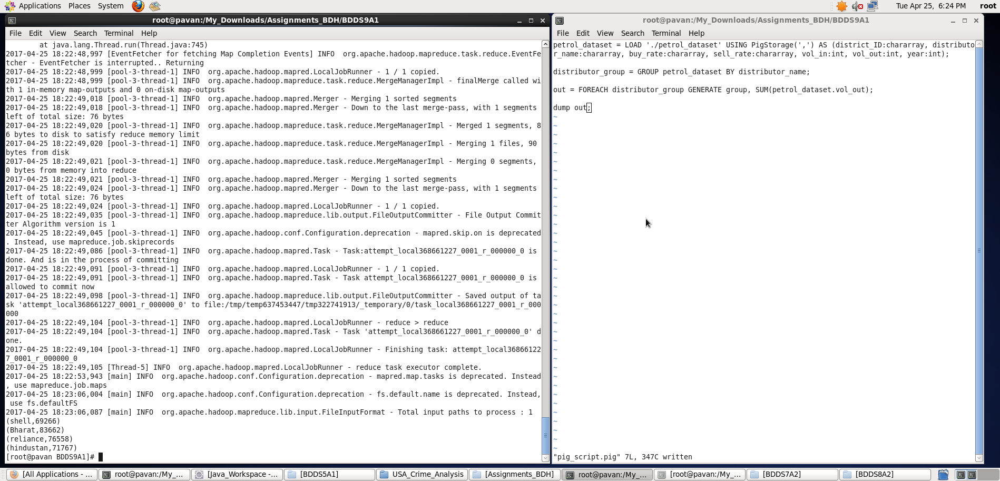 Applications Places System Tue Apr 25, 6:24 PM root
root@pavan:/My_Downloads/Assignments_BDH/BDDS9A1
File Edit View Search Terminal Help
at java.lang.Thread.run(Thread.java:745)
2017-04-25 18:22:48,997 [EventFetcher for fetching Map Completion Events] INFO  org.apache.hadoop.mapreduce.task.reduce.EventFe
tcher - EventFetcher is interrupted.. Returning
2017-04-25 18:22:48,999 [pool-3-thread-1] INFO  org.apache.hadoop.mapred.LocalJobRunner - 1 / 1 copied.
2017-04-25 18:22:48,999 [pool-3-thread-1] INFO  org.apache.hadoop.mapreduce.task.reduce.MergeManagerImpl - finalMerge called wi
th 1 in-memory map-outputs and 0 on-disk map-outputs
2017-04-25 18:22:49,018 [pool-3-thread-1] INFO  org.apache.hadoop.mapred.Merger - Merging 1 sorted segments
2017-04-25 18:22:49,018 [pool-3-thread-1] INFO  org.apache.hadoop.mapred.Merger - Down to the last merge-pass, with 1 segments
left of total size: 76 bytes
2017-04-25 18:22:49,020 [pool-3-thread-1] INFO  org.apache.hadoop.mapreduce.task.reduce.MergeManagerImpl - Merged 1 segments, 8
6 bytes to disk to satisfy reduce memory limit
2017-04-25 18:22:49,020 [pool-3-thread-1] INFO  org.apache.hadoop.mapreduce.task.reduce.MergeManagerImpl - Merging 1 files, 90
bytes from disk
2017-04-25 18:22:49,021 [pool-3-thread-1] INFO  org.apache.hadoop.mapreduce.task.reduce.MergeManagerImpl - Merging 0 segments,
0 bytes from memory into reduce
2017-04-25 18:22:49,021 [pool-3-thread-1] INFO  org.apache.hadoop.mapred.Merger - Merging 1 sorted segments
2017-04-25 18:22:49,024 [pool-3-thread-1] INFO  org.apache.hadoop.mapred.Merger - Down to the last merge-pass, with 1 segments
left of total size: 76 bytes
2017-04-25 18:22:49,024 [pool-3-thread-1] INFO  org.apache.hadoop.mapred.LocalJobRunner - 1 / 1 copied.
2017-04-25 18:22:49,035 [pool-3-thread-1] INFO  org.apache.hadoop.mapreduce.lib.output.FileOutputCommitter - File Output Commit
ter Algorithm version is 1
2017-04-25 18:22:49,045 [pool-3-thread-1] INFO  org.apache.hadoop.conf.Configuration.deprecation - mapred.skip.on is deprecated
. Instead, use mapreduce.job.skiprecords
2017-04-25 18:22:49,086 [pool-3-thread-1] INFO  org.apache.hadoop.mapred.Task - Task:attempt_local368661227_0001_r_000000_0 is
done. And is in the process of committing
2017-04-25 18:22:49,091 [pool-3-thread-1] INFO  org.apache.hadoop.mapred.LocalJobRunner - 1 / 1 copied.
2017-04-25 18:22:49,091 [pool-3-thread-1] INFO  org.apache.hadoop.mapred.Task - Task attempt_local368661227_0001_r_000000_0 is
allowed to commit now
2017-04-25 18:22:49,098 [pool-3-thread-1] INFO  org.apache.hadoop.mapreduce.lib.output.FileOutputCommitter - Saved output of ta
sk 'attempt_local368661227_0001_r_000000_0' to file:/tmp/temp637453447/tmp322741913/_temporary/0/task_local368661227_0001_r_000
000
2017-04-25 18:22:49,104 [pool-3-thread-1] INFO  org.apache.hadoop.mapred.LocalJobRunner - reduce > reduce
2017-04-25 18:22:49,104 [pool-3-thread-1] INFO  org.apache.hadoop.mapred.Task - Task 'attempt_local368661227_0001_r_000000_0' d
one.
2017-04-25 18:22:49,104 [pool-3-thread-1] INFO  org.apache.hadoop.mapred.LocalJobRunner - Finishing task: attempt_local36866122
7_0001_r_000000_0
2017-04-25 18:22:49,105 [Thread-5] INFO  org.apache.hadoop.mapred.LocalJobRunner - reduce task executor complete.
2017-04-25 18:22:53,943 [main] INFO  org.apache.hadoop.conf.Configuration.deprecation - mapred.map.tasks is deprecated. Instead
, use mapreduce.job.maps
2017-04-25 18:23:06,004 [main] INFO  org.apache.hadoop.conf.Configuration.deprecation - fs.default.name is deprecated. Instead,
use fs.defaultFS
2017-04-25 18:23:06,087 [main] INFO  org.apache.hadoop.mapreduce.lib.input.FileInputFormat - Total input paths to process : 1
(shell,69266)
(Bharat,83662)
(reliance,76558)
(hindustan,71767)
[root@pavan BDDS9A1]#
root@pavan:/My_Downloads/Assignments_BDH/BDDS9A1
File Edit View Search Terminal Help
petrol_dataset = LOAD './petrol_dataset' USING PigStorage(',') AS (district_ID:chararray, distributo
r_name:chararray, buy_rate:chararray, sell_rate:chararray, vol_in:int, vol_out:int, year:int);
distributor_group = GROUP petrol_dataset BY distributor_name;
out = FOREACH distributor_group GENERATE group, SUM(petrol_dataset.vol_out);
dump out;
"pig_script.pig" 7L, 347C written
[All Applications - ... root@pavan:/My_... [Java_Workspace -... [BDDS5A1] USA_Crime_Analysis [Assignments_BDH] root@pavan:/My_... [root@pavan:/My_... [BDDS7A2] [BDDS8A2]